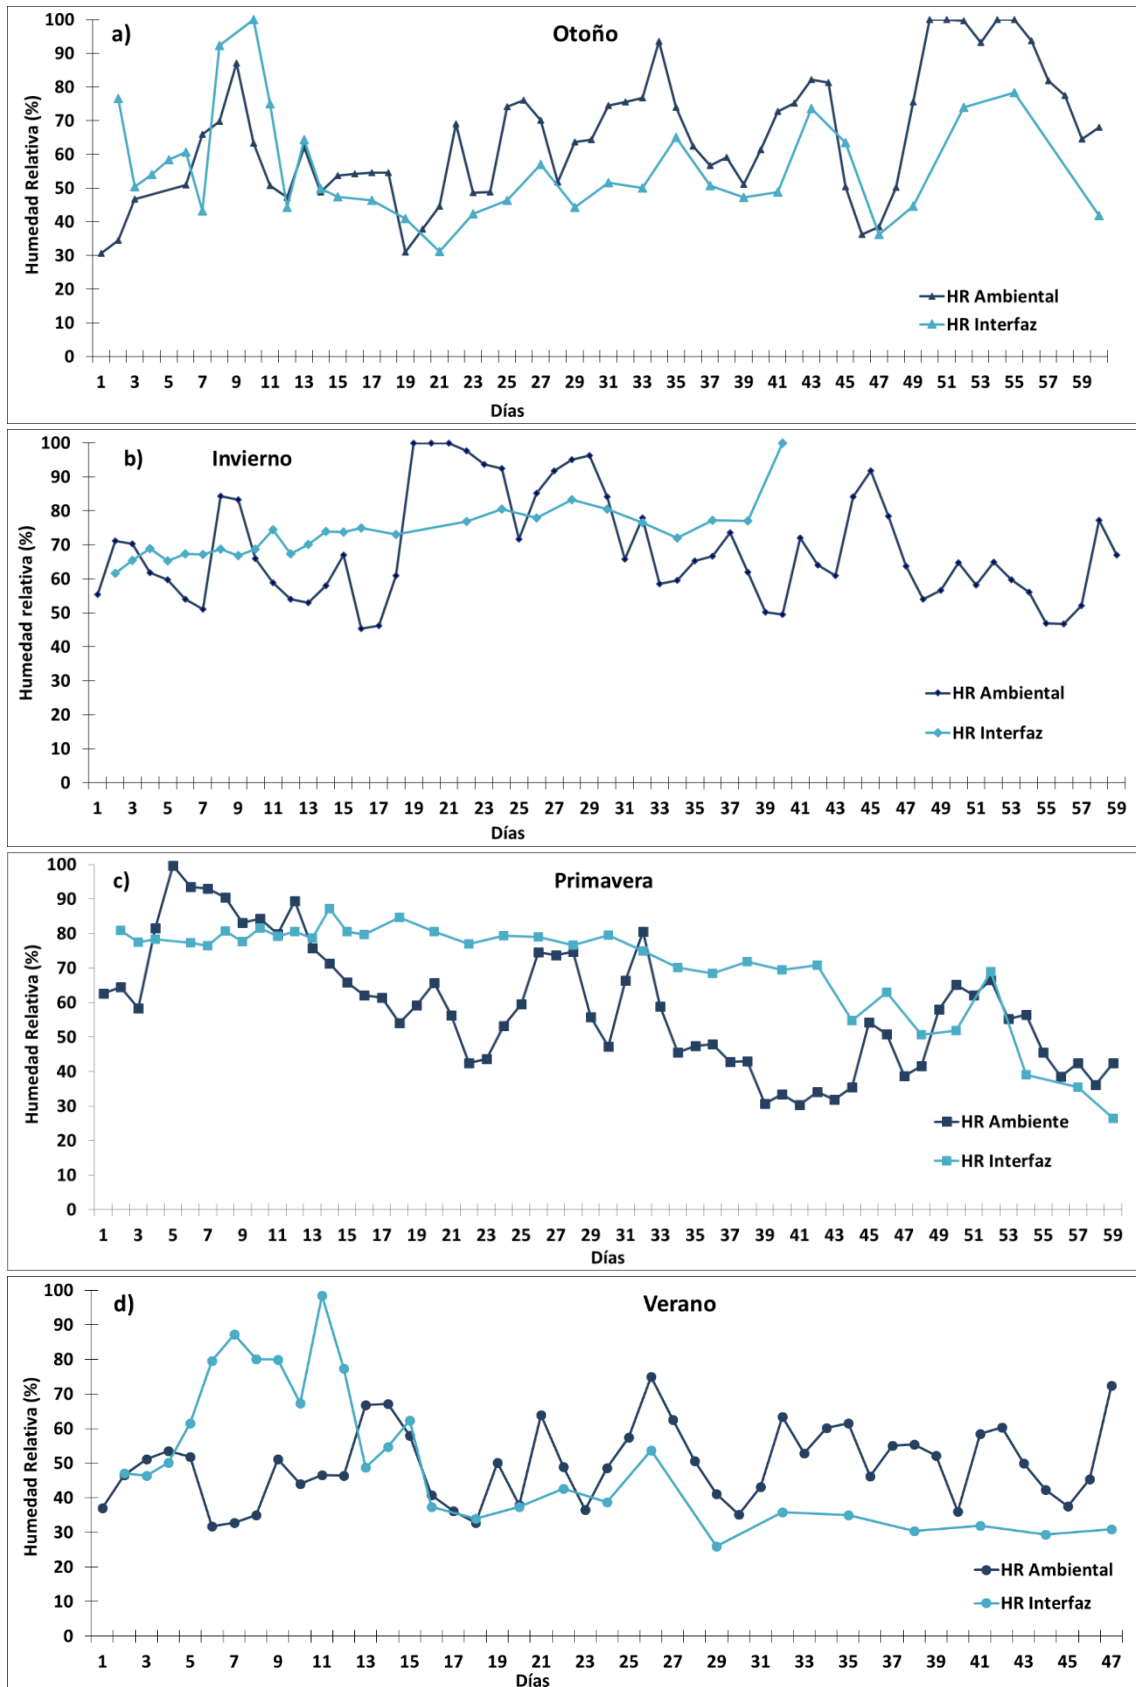 a) Otoño
Humedad Relativa (%)
100
90
80
70
60
50
40
30
20
10
0
HR Ambiental
HR Interfaz
1 3 5 7 9 11 13 15 17 19 21 23 25 27 29 31 33 35 37 39 41 43 45 47 49 51 53 55 57 59
Días
b) Invierno
Humedad relativa (%)
100
90
80
70
60
50
40
30
20
10
0
HR Ambiental
HR Interfaz
1 3 5 7 9 11 13 15 17 19 21 23 25 27 29 31 33 35 37 39 41 43 45 47 49 51 53 55 57 59
Días
c) Primavera
Humedad Relativa (%)
100
90
80
70
60
50
40
30
20
10
0
HR Ambiente
HR Interfaz
1 3 5 7 9 11 13 15 17 19 21 23 25 27 29 31 33 35 37 39 41 43 45 47 49 51 53 55 57 59
Días
d) Verano
Humedad Relativa (%)
100
90
80
70
60
50
40
30
20
10
0
HR Ambiental
HR Interfaz
1 3 5 7 9 11 13 15 17 19 21 23 26 29 31 33 35 37 39 41 43 45 47
Días